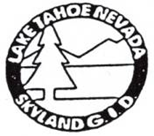 LAKE TAHOE NEVADA
SKYLAND G. I. D.